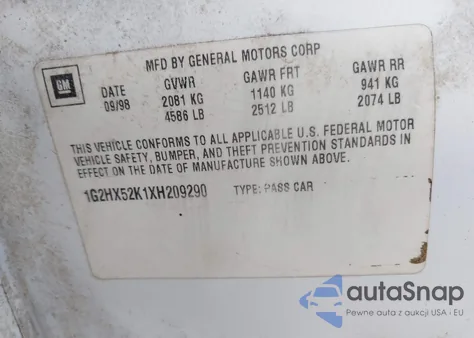 MFD BY GENERAL MOTORS CORP
GM
DATE GVWR GAWR FRT GAWR RR
09/98 2081 KG 1140 KG 941 KG
4586 LB 2512 LB 2074 LB
THIS VEHICLE CONFORMS TO ALL APPLICABLE U.S. FEDERAL MOTOR
VEHICLE SAFETY, BUMPER, AND THEFT PREVENTION STANDARDS IN
EFFECT ON THE DATE OF MANUFACTURE SHOWN ABOVE.
1G2HX52K1XH209290 TYPE: PASS CAR
autaSnap
Pewne auta z aukcji USA - EU